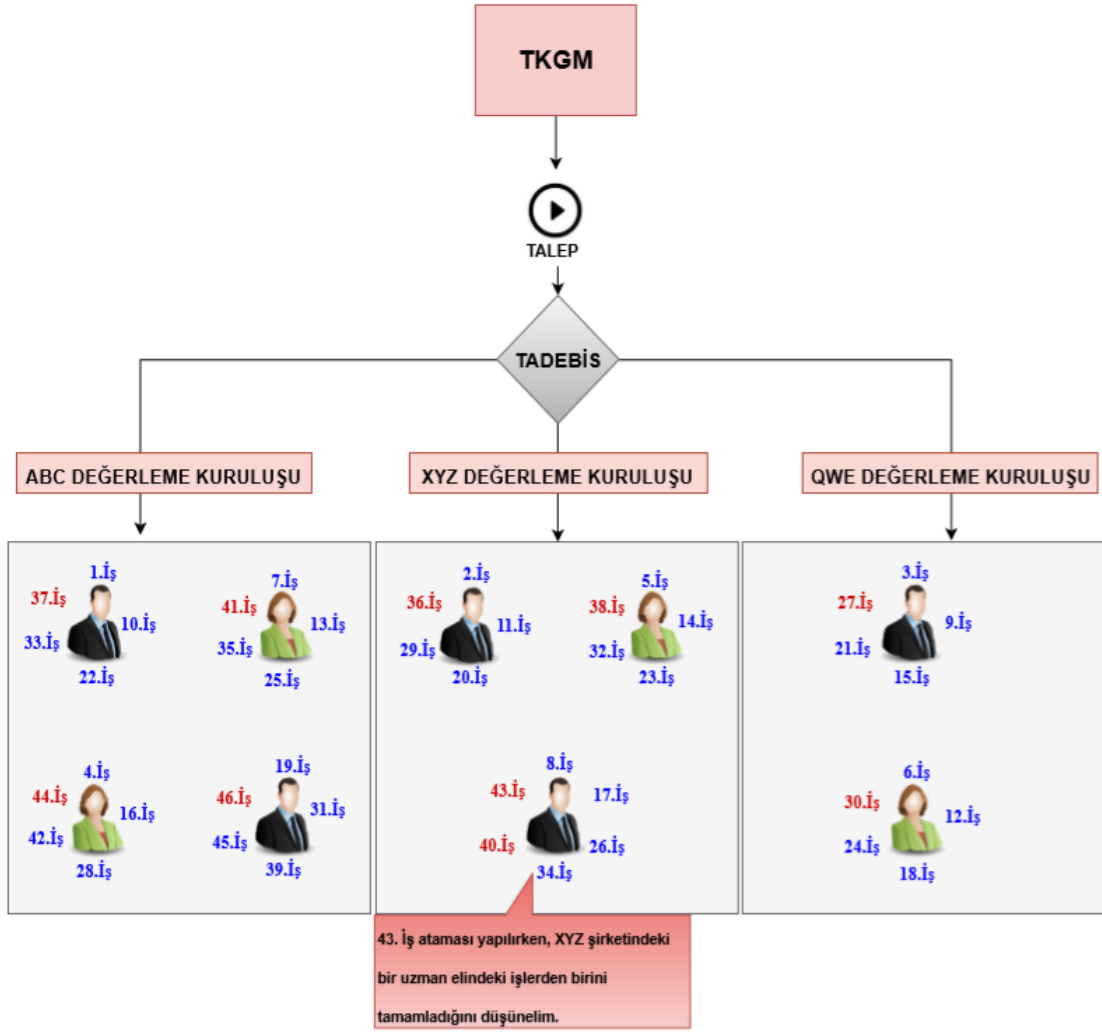 TKGM
TALEP
TADEBİS
ABC DEĞERLEME KURULUŞU
XYZ DEĞERLEME KURULUŞU
QWE DEĞERLEME KURULUŞU
1.İş
37.İş
10.İş
33.İş
22.İş
7.İş
41.İş
13.İş
35.İş
25.İş
4.İş
44.İş
16.İş
42.İş
28.İş
19.İş
46.İş
31.İş
45.İş
39.İş
2.İş
36.İş
11.İş
29.İş
20.İş
5.İş
38.İş
14.İş
32.İş
23.İş
8.İş
43.İş
17.İş
40.İş
26.İş
34.İş
3.İş
27.İş
9.İş
21.İş
15.İş
6.İş
30.İş
12.İş
24.İş
18.İş
43. İş ataması yapılırken, XYZ şirketindeki
bir uzman elindeki işlerden birini
tamamladığını düşünelim.